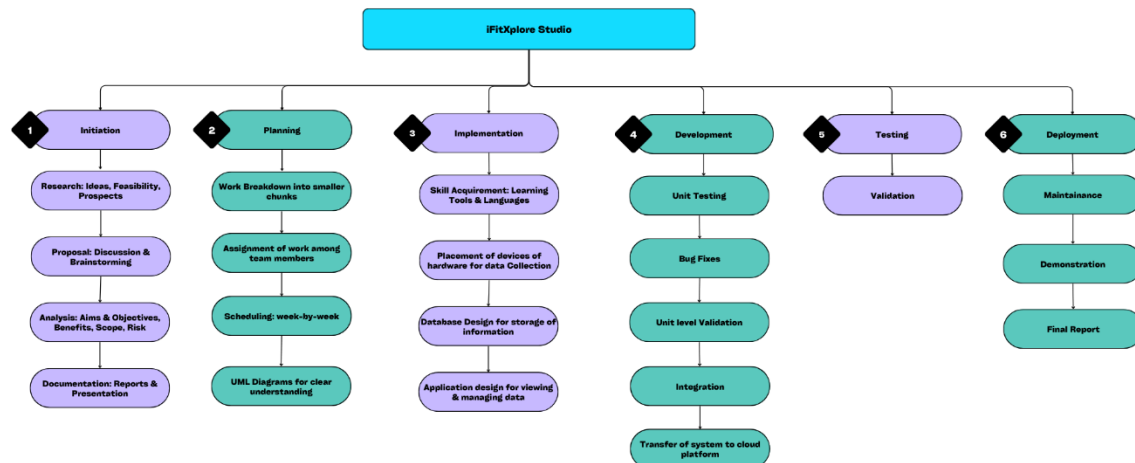 iFitXplore Studio
1
Initiation
Research: Ideas, Feasibility,
Prospects
Proposal: Discussion &
Brainstorming
Analysis: Aims & Objectives,
Benefits, Scope, Risk
Documentation: Reports &
Presentation
2
Planning
Work Breakdown into smaller
chunks
Assignment of work among
team members
Scheduling: week-by-week
UML Diagrams for clear
understanding
3
Implementation
Skill Acquirement: Learning
Tools & Languages
Placement of devices of
hardware for data Collection
Database Design for storage of
information
Application design for viewing
& managing data
4
Development
Unit Testing
Bug Fixes
Unit level Validation
Integration
Transfer of system to cloud
platform
5
Testing
Validation
6
Deployment
Maintainance
Demonstration
Final Report